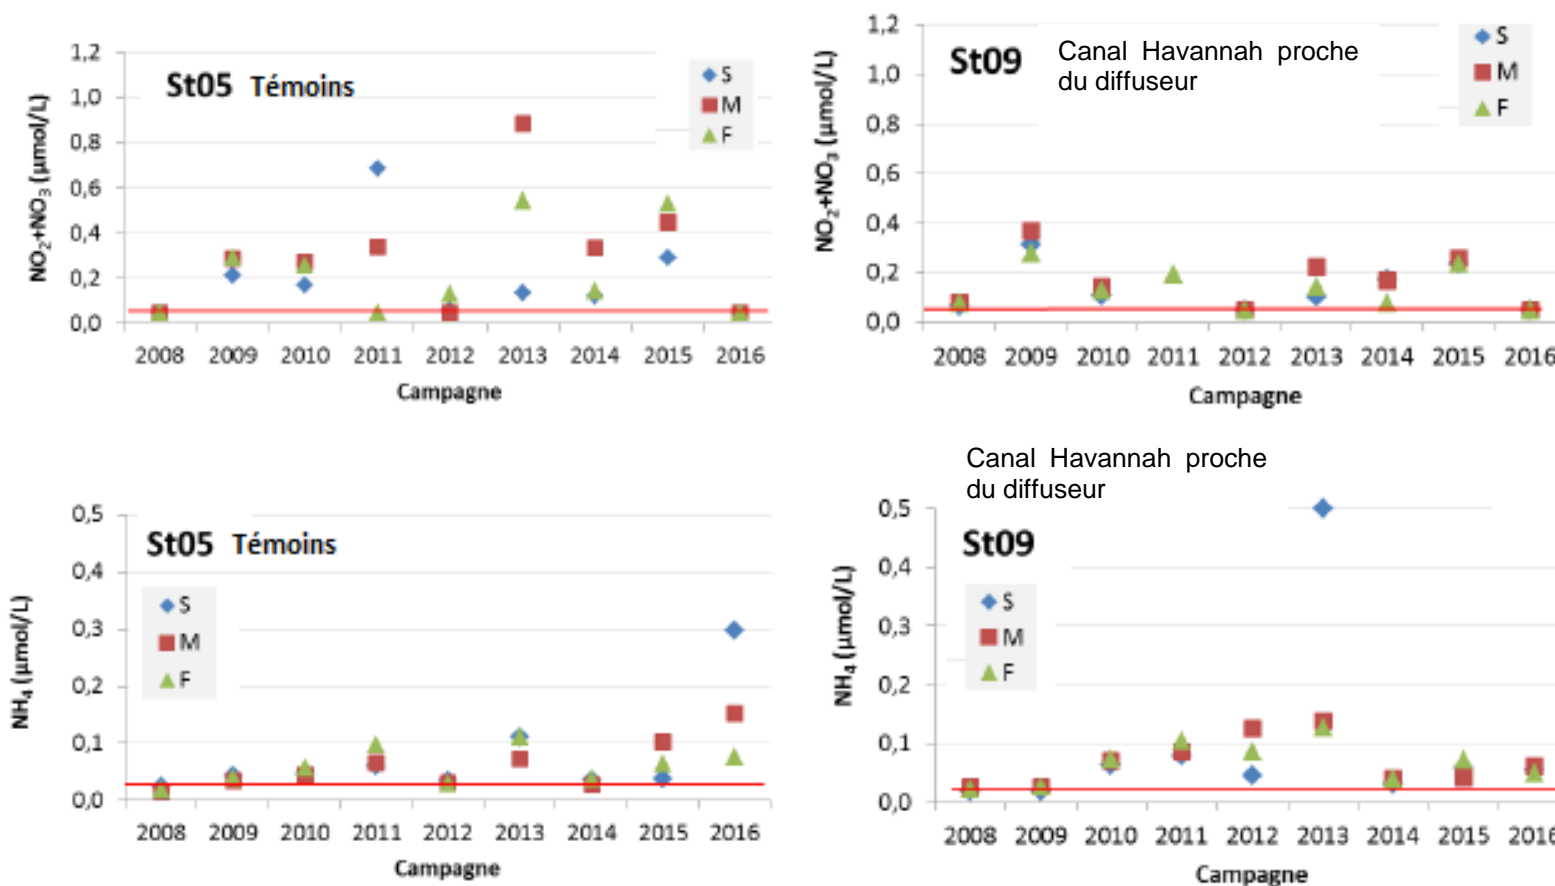 St05 Témoins
S
M
F
NO2+NO3 (µmol/L)
1,2
1,0
0,8
0,6
0,4
0,2
0,0
2008 2009 2010 2011 2012 2013 2014 2015 2016
Campagne
St09
Canal Havannah proche
du diffuseur
S
M
F
NO2+NO3 (µmol/L)
1,2
1,0
0,8
0,6
0,4
0,2
0,0
2008 2009 2010 2011 2012 2013 2014 2015 2016
Campagne
St05 Témoins
S
M
F
NH4 (µmol/L)
0,5
0,4
0,3
0,2
0,1
0,0
2008 2009 2010 2011 2012 2013 2014 2015 2016
Campagne
Canal Havannah proche
du diffuseur
St09
S
M
F
NH4 (µmol/L)
0,5
0,4
0,3
0,2
0,1
0,0
2008 2009 2010 2011 2012 2013 2014 2015 2016
Campagne